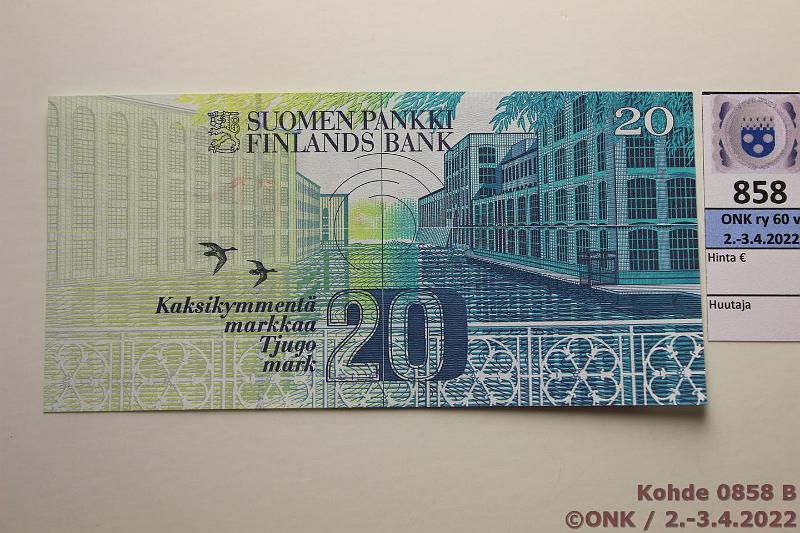 SUOMEN PANKKI
FINLANDS BANK
20
Kaksikymmentä
markkaa
Tjugo
mark
20
858
ONK ry 60 v
2.-3.4.2022
Hinta €
Huutaja
Kohde 0858 B
©ONK / 2.-3.4.2022